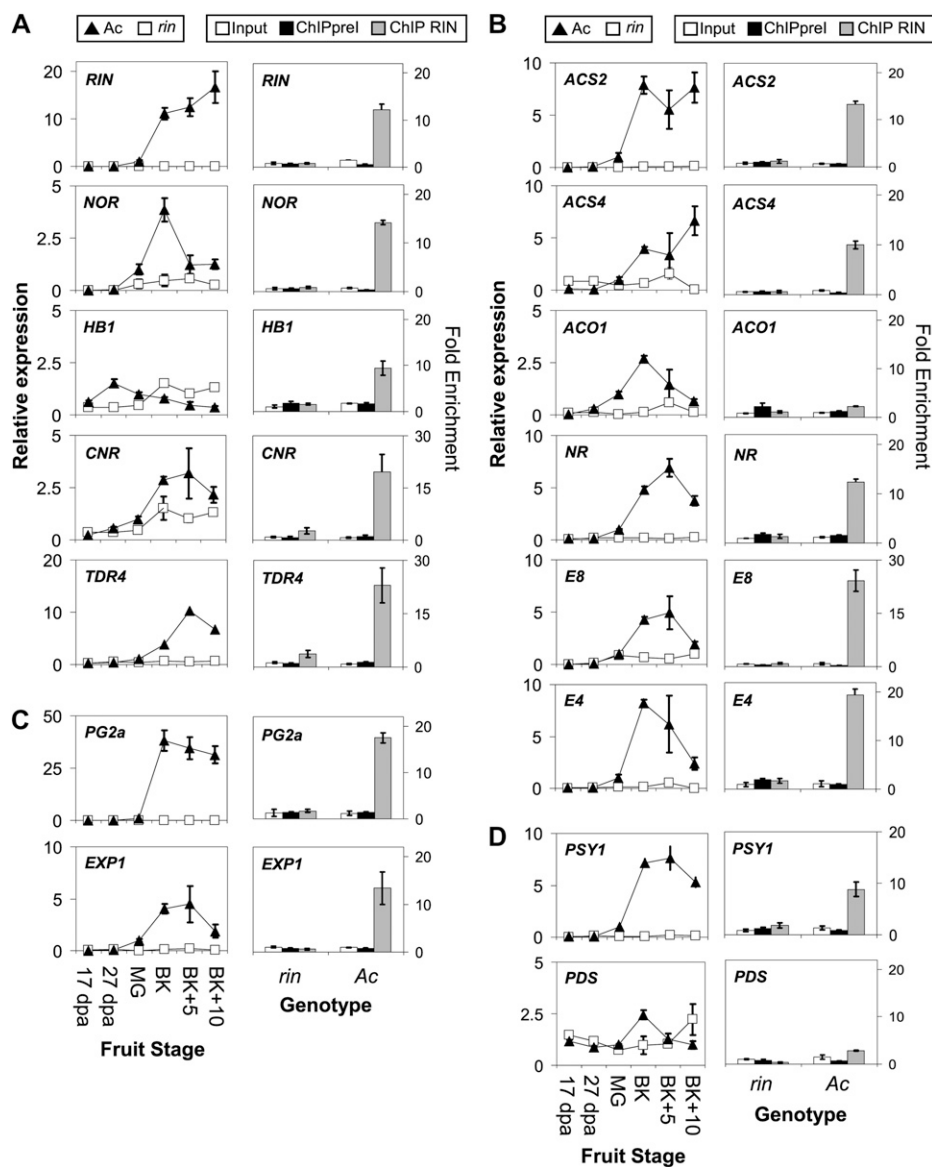 A
Ac rin
Input ChIPpreI ChIP RIN
RIN
20
10
0
RIN
20
10
0
NOR
5
2.5
0
NOR
20
10
0
HB1
5
2.5
0
HB1
20
10
0
CNR
5
2.5
0
CNR
30
15
0
TDR4
20
10
0
TDR4
30
15
0
Relative expression
Fold Enrichment
C
PG2a
50
25
0
PG2a
20
10
0
EXP1
10
5
0
EXP1
20
10
0
17 dpa
27 dpa
MG
BK
BK+5
BK+10
Fruit Stage
rin Ac
Genotype
B
Ac rin
Input ChIPpreI ChIP RIN
ACS2
10
5
0
ACS2
20
10
0
ACS4
10
5
0
ACS4
20
10
0
ACO1
5
2.5
0
ACO1
20
10
0
NR
10
5
0
NR
20
10
0
E8
10
5
0
E8
30
15
0
E4
10
5
0
E4
20
10
0
Relative expression
Fold Enrichment
D
PSY1
10
5
0
PSY1
20
10
0
PDS
5
2.5
0
PDS
20
10
0
17 dpa
27 dpa
MG
BK
BK+5
BK+10
Fruit Stage
rin Ac
Genotype